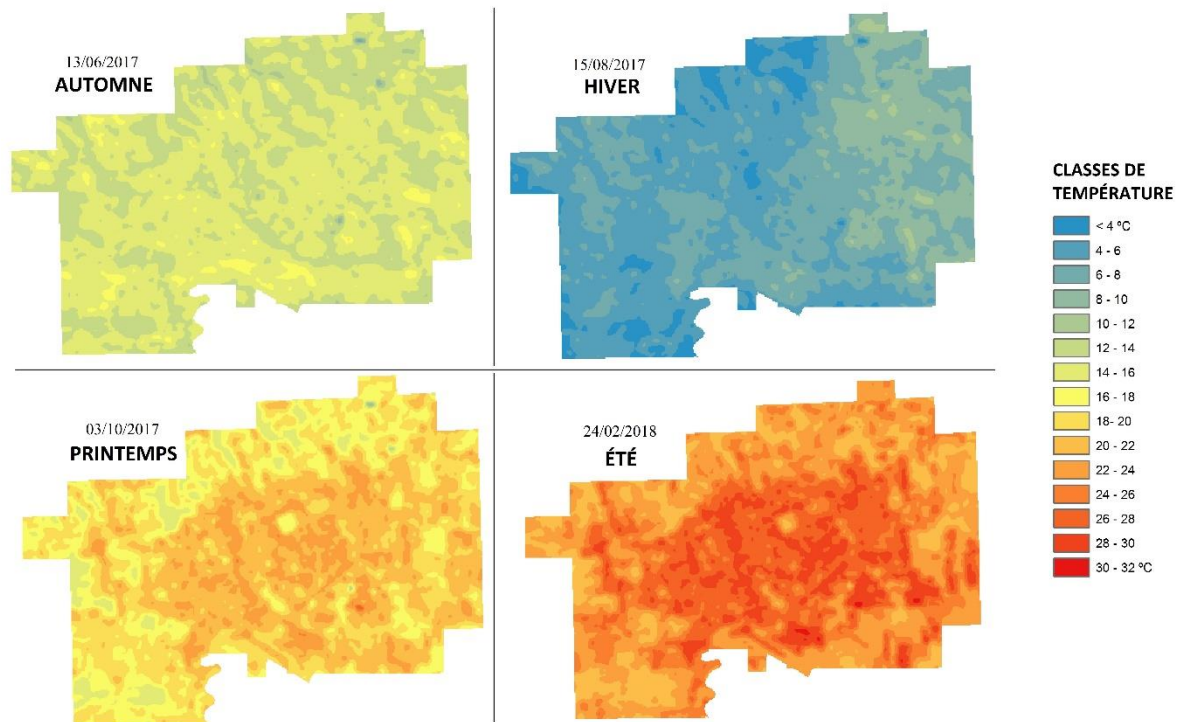 13/06/2017
AUTOMNE
15/08/2017
HIVER
03/10/2017
PRINTEMPS
24/02/2018
ÉTÉ
CLASSES DE
TEMPÉRATURE
< 4 ºC
4 - 6
6 - 8
8 - 10
10 - 12
12 - 14
14 - 16
16 - 18
18- 20
20 - 22
22 - 24
24 - 26
26 - 28
28 - 30
30 - 32 ºC